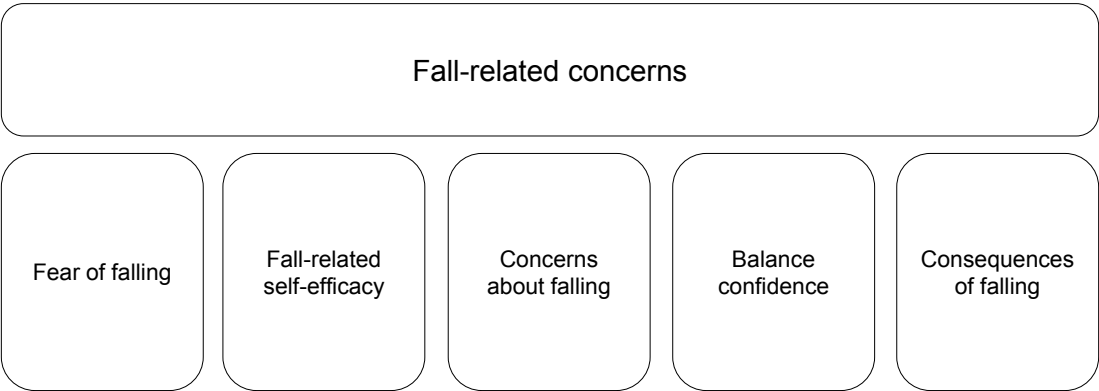 Fall-related concerns
Fear of falling
Fall-related
self-efficacy
Concerns
about falling
Balance
confidence
Consequences
of falling